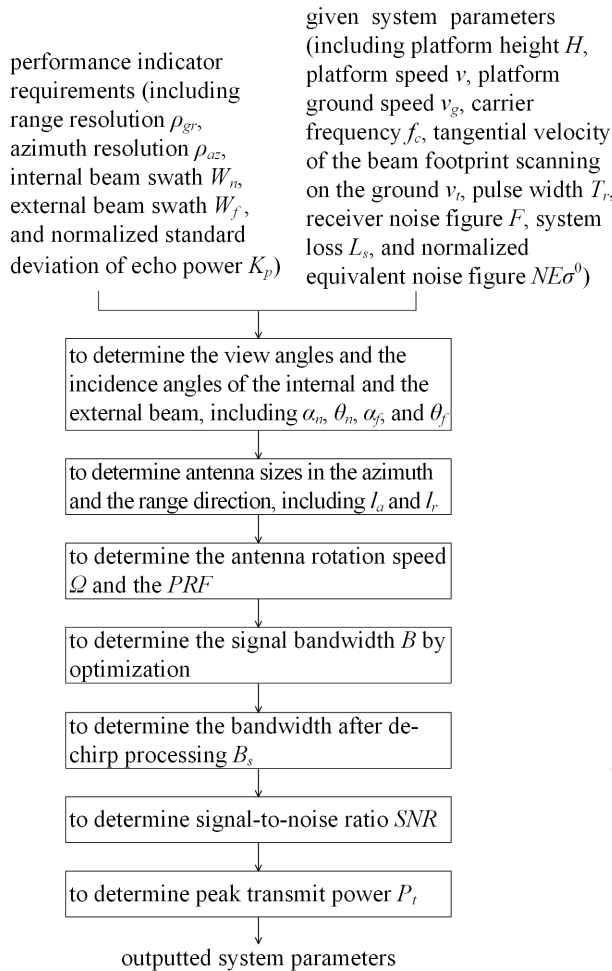 performance indicator
requirements (including
range resolution ρgr,
azimuth resolution ρaz,
internal beam swath Wn,
external beam swath Wf ,
and normalized standard
deviation of echo power Kp)
given system parameters
(including platform height H,
platform speed v, platform
ground speed vg, carrier
frequency fc, tangential velocity
of the beam footprint scanning
on the ground vt, pulse width Tr,
receiver noise figure F, system
loss Ls, and normalized
equivalent noise figure NEσ⁰)
to determine the view angles and the
incidence angles of the internal and the
external beam, including αn, θn, αf, and θf
to determine antenna sizes in the azimuth
and the range direction, including la and lr
to determine the antenna rotation speed
Ω and the PRF
to determine the signal bandwidth B by
optimization
to determine the bandwidth after de-
chirp processing Bs
to determine signal-to-noise ratio SNR
to determine peak transmit power Pt
outputted system parameters